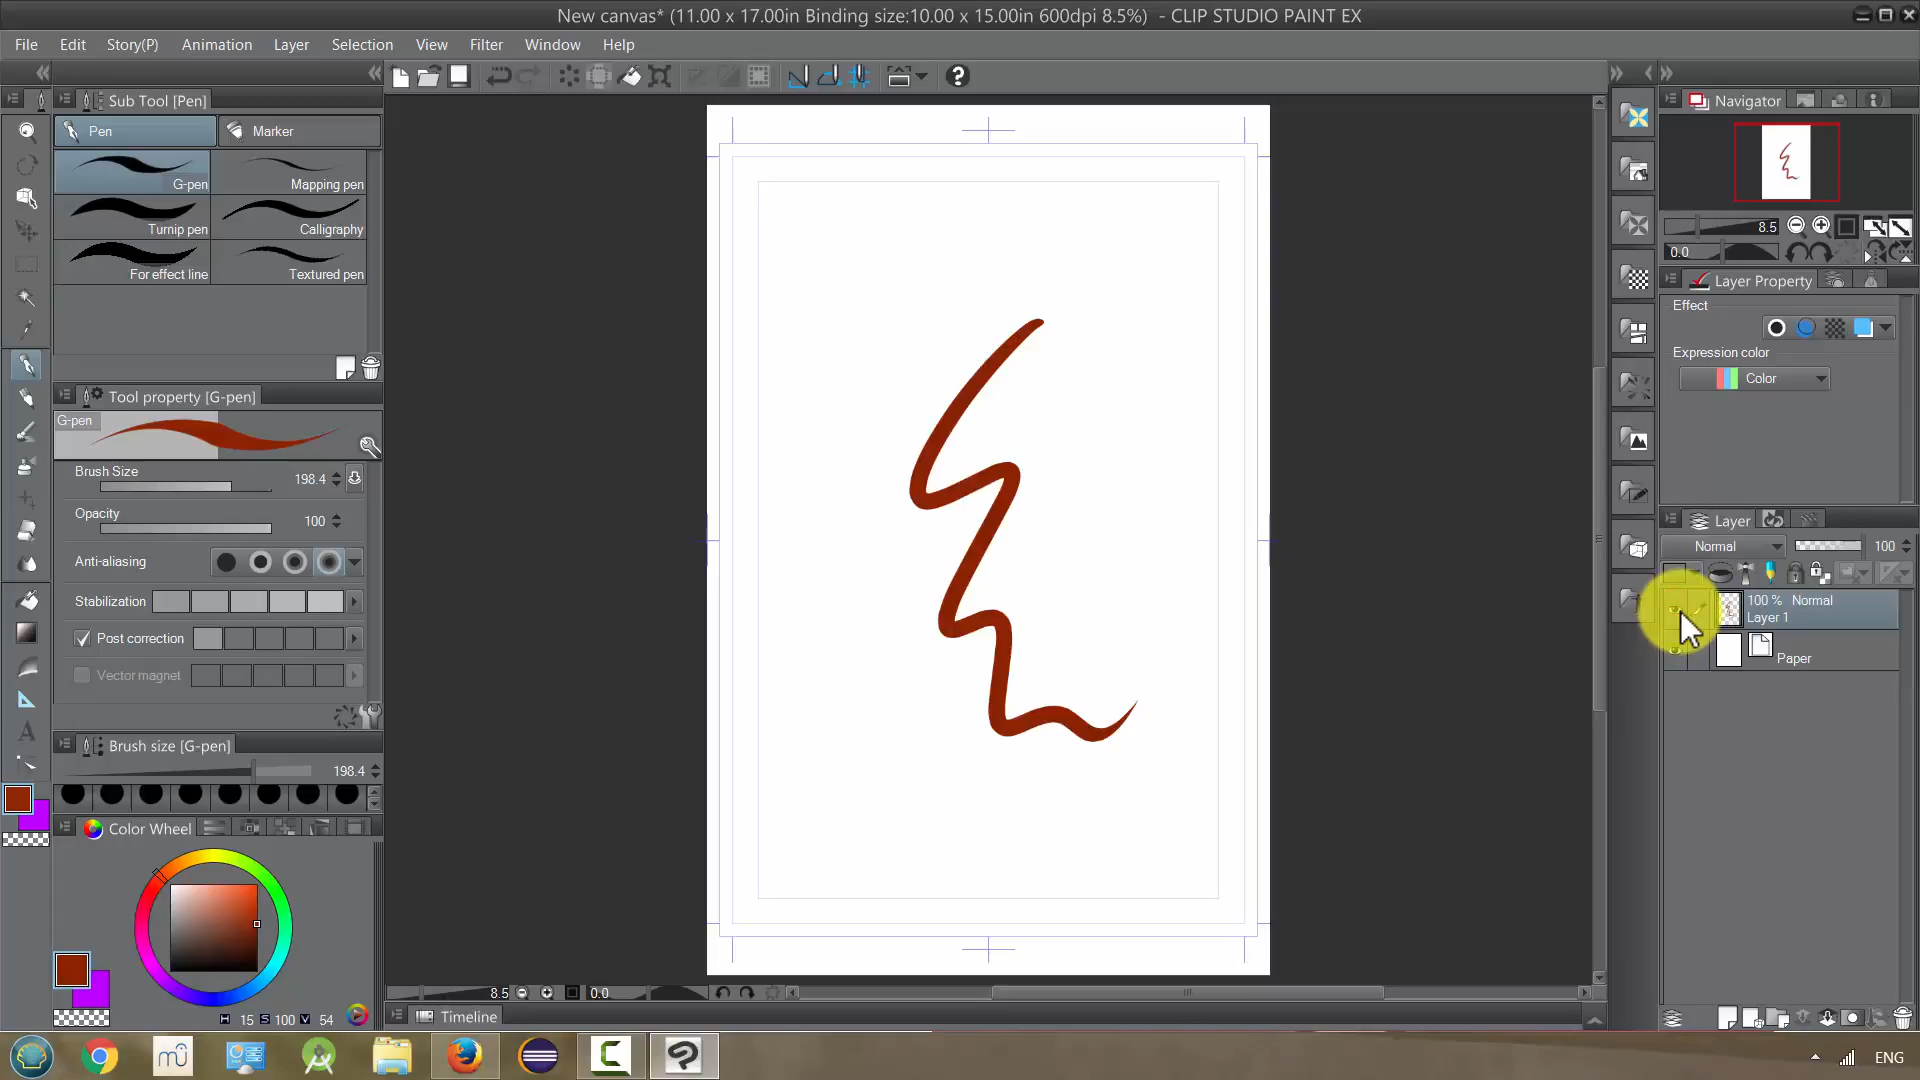 New canvas* (11.00 x 17.00in Binding size:10.00 x 15.00in 600dpi 8.5%) - CLIP STUDIO PAINT EX
File Edit Story(P) Animation Layer Selection View Filter Window Help
Sub Tool [Pen]
Pen Marker
G-pen Mapping pen
Turnip pen Calligraphy
For effect line Textured pen
Tool property [G-pen]
G-pen
Brush Size 198.4
Opacity 100
Anti-aliasing
Stabilization
Post correction
Vector magnet
Brush size [G-pen]
198.4
Color Wheel
H 15 S 100 V 54
8.5 0.0
Timeline
Navigator
8.5
0.0
Layer Property
Effect
Expression color
Color
Layer
Normal 100
100 % Normal
Layer 1
Paper
ENG